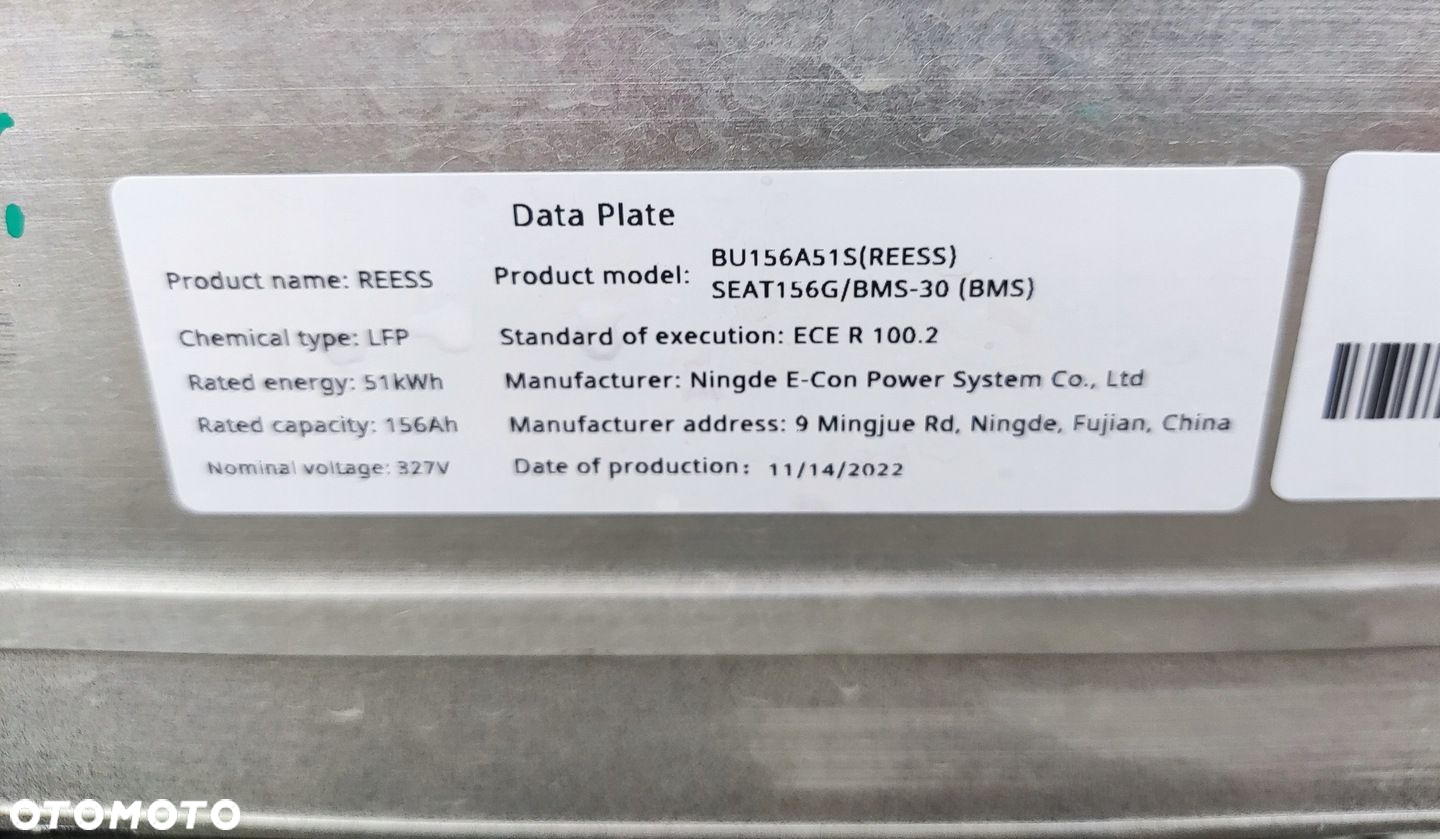 Data Plate
Product name: REESS Product model: BU156A51S(REESS)
SEAT156G/BMS-30 (BMS)
Chemical type: LFP Standard of execution: ECE R 100.2
Rated energy: 51kWh Manufacturer: Ningde E-Con Power System Co., Ltd
Rated capacity: 156Ah Manufacturer address: 9 Mingjue Rd, Ningde, Fujian, China
Nominal voltage: 327V Date of production: 11/14/2022
OTOMOTO